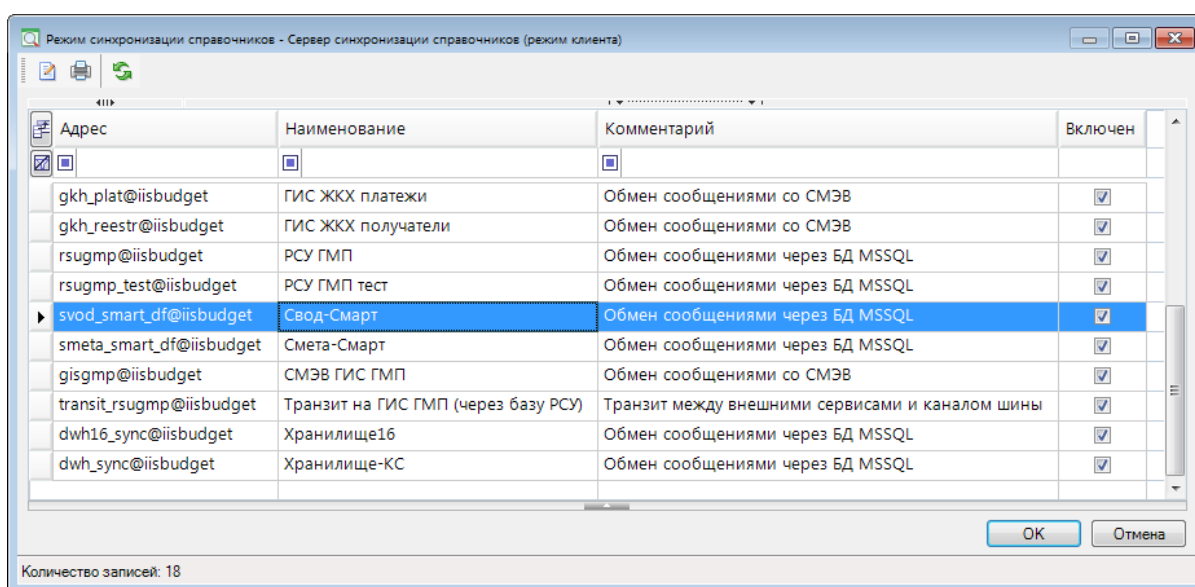 Режим синхронизации справочников - Сервер синхронизации справочников (режим клиента)
Адрес Наименование Комментарий Включен
gkh_plat@iisbudget ГИС ЖКХ платежи Обмен сообщениями со СМЭВ
gkh_reestr@iisbudget ГИС ЖКХ получатели Обмен сообщениями со СМЭВ
rsugmp@iisbudget РСУ ГМП Обмен сообщениями через БД MSSQL
rsugmp_test@iisbudget РСУ ГМП тест Обмен сообщениями через БД MSSQL
svod_smart_df@iisbudget Свод-Смарт Обмен сообщениями через БД MSSQL
smeta_smart_df@iisbudget Смета-Смарт Обмен сообщениями через БД MSSQL
gisgmp@iisbudget СМЭВ ГИС ГМП Обмен сообщениями со СМЭВ
transit_rsugmp@iisbudget Транзит на ГИС ГМП (через базу РСУ) Транзит между внешними сервисами и каналом шины
dwh16_sync@iisbudget Хранилище16 Обмен сообщениями через БД MSSQL
dwh_sync@iisbudget Хранилище-КС Обмен сообщениями через БД MSSQL
OK Отмена
Количество записей: 18